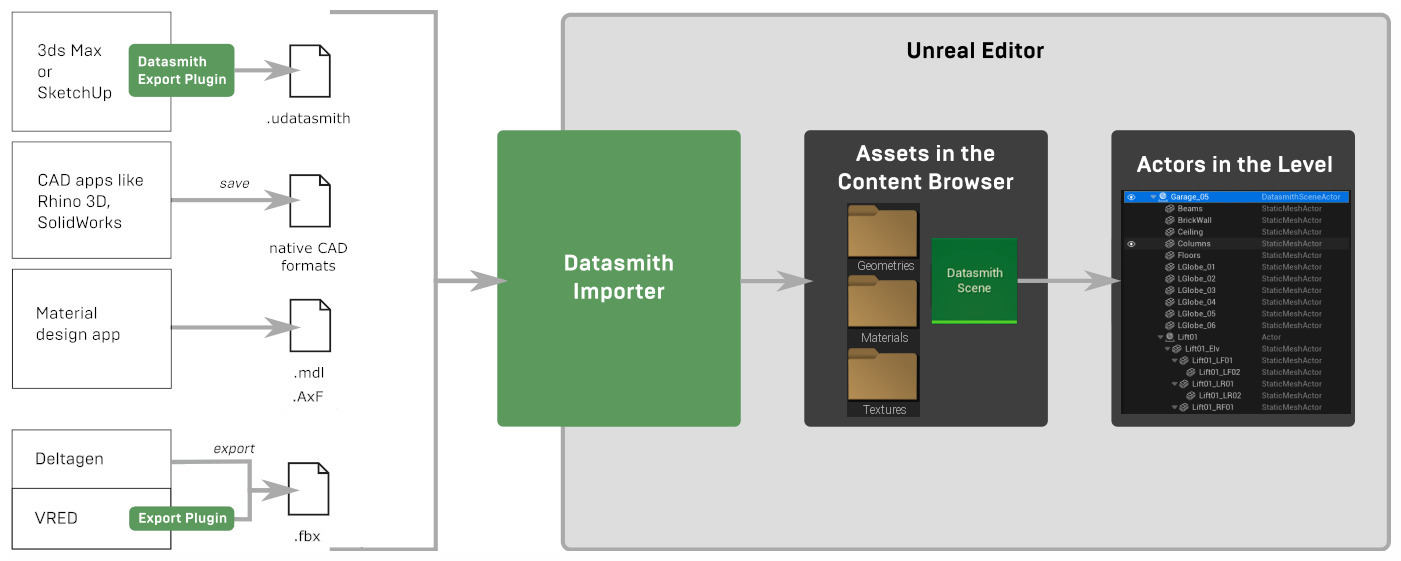 3ds Max
or
SketchUp
Datasmith
Export Plugin
.udatasmith
CAD apps like
Rhino 3D,
SolidWorks
save
native CAD
formats
Material
design app
.mdl
.AxF
Deltagen
export
VRED
Export Plugin
.fbx
Unreal Editor
Datasmith
Importer
Assets in the
Content Browser
Geometries
Materials
Textures
Datasmith
Scene
Actors in the Level
Garage_05 DatasmithSceneActor
Beams StaticMeshActor
BrickWall StaticMeshActor
Ceiling StaticMeshActor
Columns StaticMeshActor
Floors StaticMeshActor
LGlobe_01 StaticMeshActor
LGlobe_02 StaticMeshActor
LGlobe_03 StaticMeshActor
LGlobe_04 StaticMeshActor
LGlobe_05 StaticMeshActor
LGlobe_06 StaticMeshActor
Lift01 Actor
Lift01_Elv StaticMeshActor
Lift01_LF01 StaticMeshActor
Lift01_LF02 StaticMeshActor
Lift01_LR01 StaticMeshActor
Lift01_LR02 StaticMeshActor
Lift01_RF01 StaticMeshActor